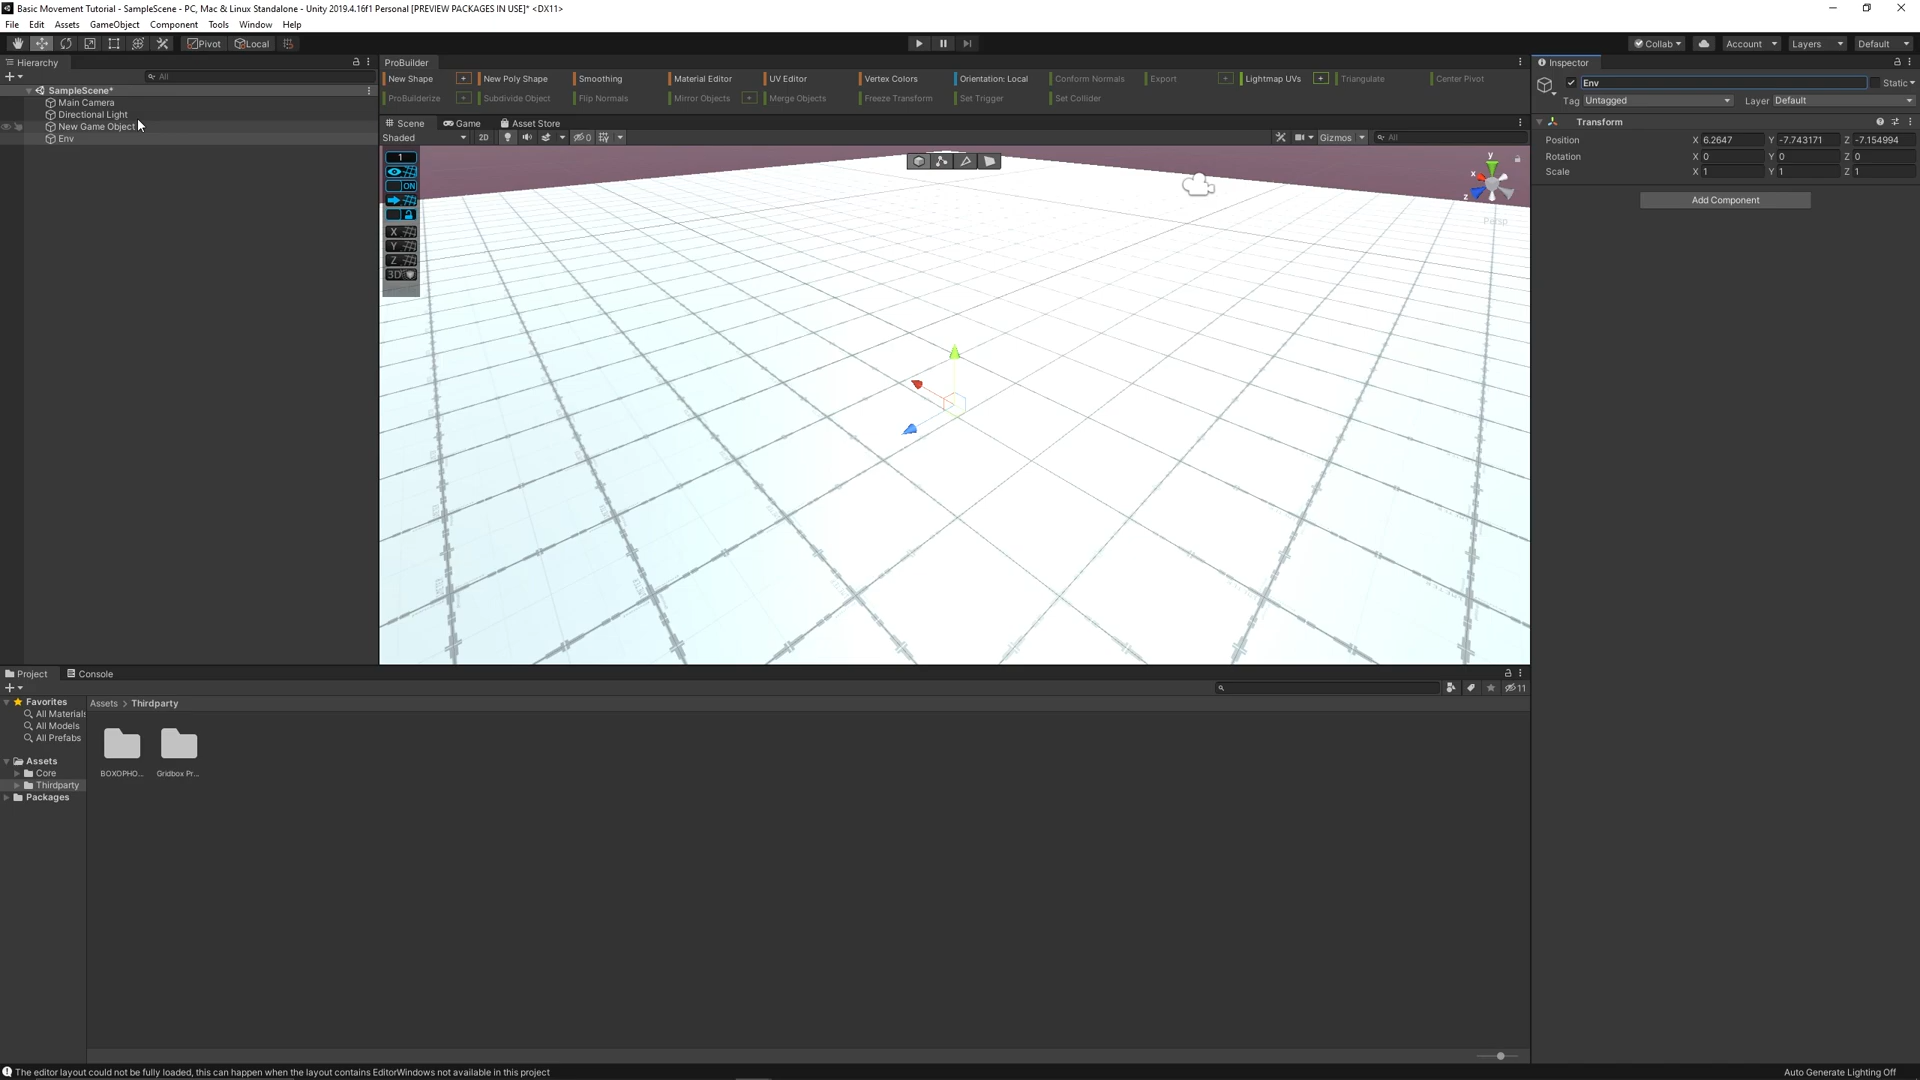 Basic Movement Tutorial - SampleScene - PC, Mac & Linux Standalone - Unity 2019.4.16f1 Personal [PREVIEW PACKAGES IN USE]* <DX11>
File Edit Assets GameObject Component Tools Window Help
Pivot Local Collab Account Layers Default
Hierarchy
All
SampleScene*
Main Camera
Directional Light
New Game Object
Env
ProBuilder
New Shape + New Poly Shape Smoothing Material Editor UV Editor Vertex Colors Orientation: Local Conform Normals Export + Lightmap UVs + Triangulate Center Pivot
ProBuilderize + Subdivide Object Flip Normals Mirror Objects + Merge Objects Freeze Transform Set Trigger Set Collider
Scene Game Asset Store
Shaded 2D 0 Gizmos All
1
ON
X
Y
Z
3D
y
x
z
Persp
Inspector
Env Static
Tag Untagged Layer Default
Transform
Position X 6.2647 Y -7.743171 Z -7.154994
Rotation X 0 Y 0 Z 0
Scale X 1 Y 1 Z 1
Add Component
Project Console
11
Favorites
All Materials
All Models
All Prefabs
Assets
Core
Thirdparty
Packages
Assets > Thirdparty
BOXOPHO... Gridbox Pr...
The editor layout could not be fully loaded, this can happen when the layout contains EditorWindows not available in this project
Auto Generate Lighting Off